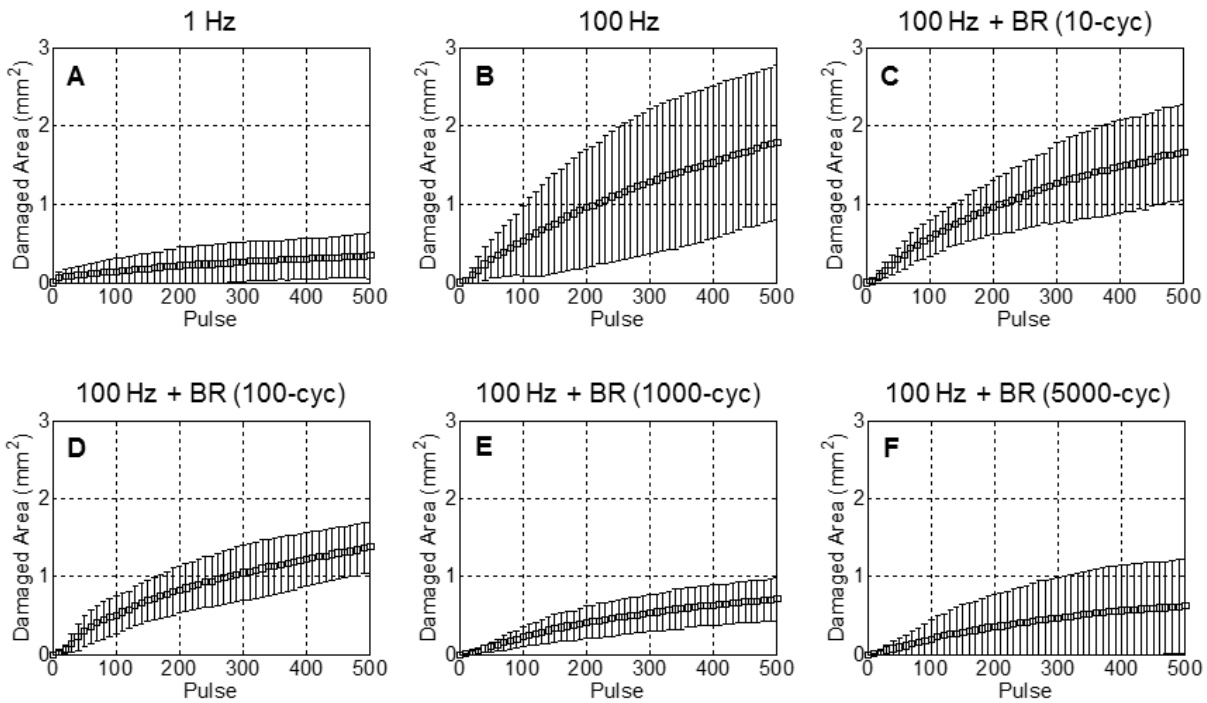 1 Hz
A
Damaged Area (mm²)
3
2
1
0
0 100 200 300 400 500
Pulse
100 Hz
B
Damaged Area (mm²)
3
2
1
0
0 100 200 300 400 500
Pulse
100 Hz + BR (10-cyc)
C
Damaged Area (mm²)
3
2
1
0
0 100 200 300 400 500
Pulse
100 Hz + BR (100-cyc)
D
Damaged Area (mm²)
3
2
1
0
0 100 200 300 400 500
Pulse
100 Hz + BR (1000-cyc)
E
Damaged Area (mm²)
3
2
1
0
0 100 200 300 400 500
Pulse
100 Hz + BR (5000-cyc)
F
Damaged Area (mm²)
3
2
1
0
0 100 200 300 400 500
Pulse